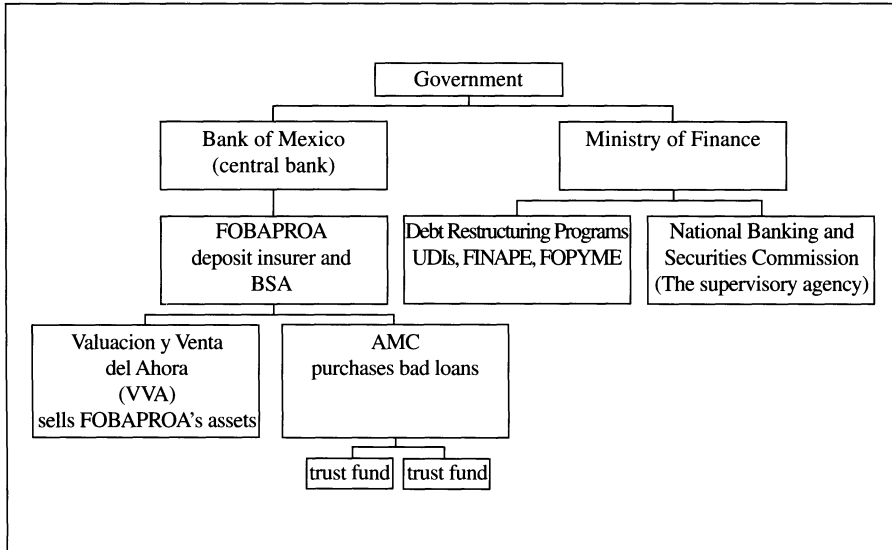 Government
Bank of Mexico
(central bank)
Ministry of Finance
FOBAPROA
deposit insurer and
BSA
Debt Restructuring Programs
UDIs, FINAPE, FOPYME
National Banking and
Securities Commission
(The supervisory agency)
Valuacion y Venta
del Ahora
(VVA)
sells FOBAPROA's assets
AMC
purchases bad loans
trust fund
trust fund